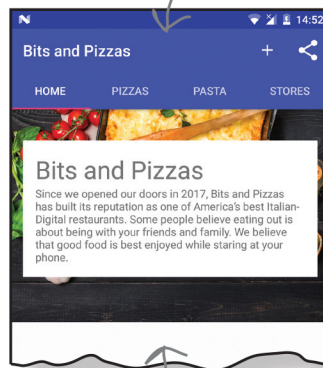 14:52
Bits and Pizzas +
HOME PIZZAS PASTA STORES
Bits and Pizzas
Since we opened our doors in 2017, Bits and Pizzas
has built its reputation as one of America's best Italian-
Digital restaurants. Some people believe eating out is
about being with your friends and family. We believe
that good food is best enjoyed while staring at your
phone.